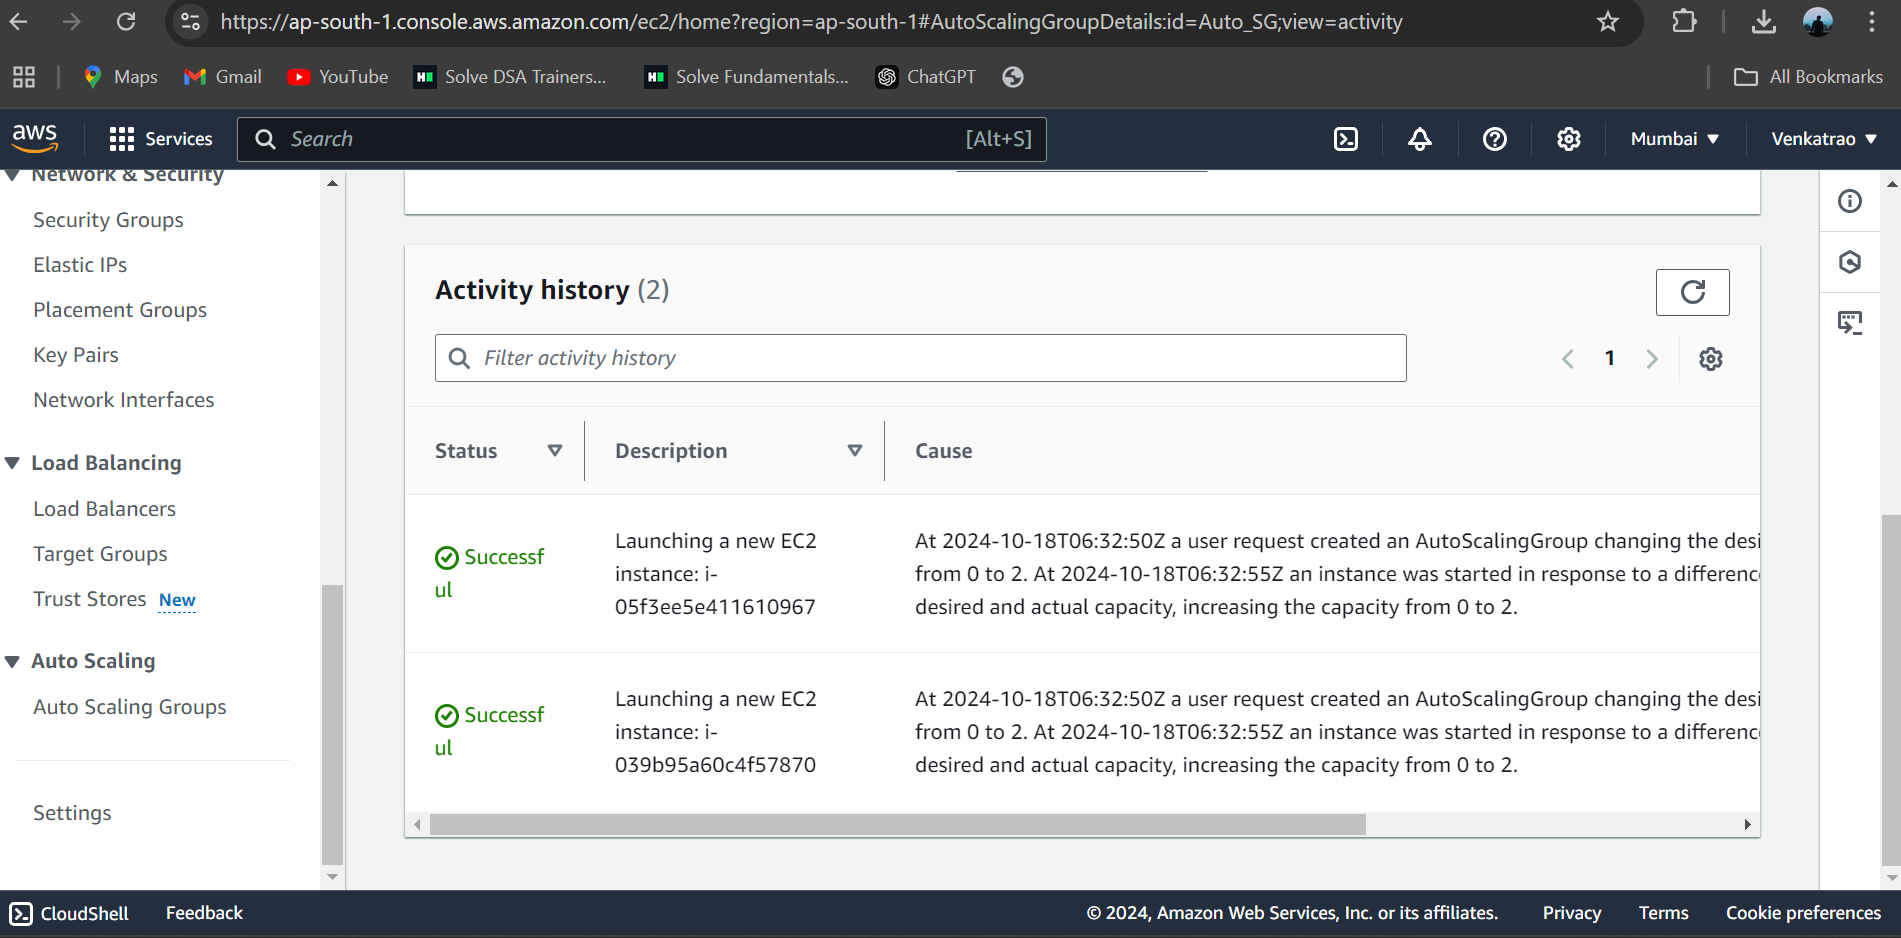 https://ap-south-1.console.aws.amazon.com/ec2/home?region=ap-south-1#AutoScalingGroupDetails:id=Auto_SG;view=activity
Maps Gmail YouTube Solve DSA Trainers... Solve Fundamentals... ChatGPT All Bookmarks
aws Services Search [Alt+S] Mumbai Venkatrao
Network & Security
Security Groups
Elastic IPs
Placement Groups
Key Pairs
Network Interfaces
Load Balancing
Load Balancers
Target Groups
Trust Stores New
Auto Scaling
Auto Scaling Groups
Settings
Activity history (2)
Filter activity history
1
Status Description Cause
Successf
ul
Launching a new EC2
instance: i-
05f3ee5e411610967
At 2024-10-18T06:32:50Z a user request created an AutoScalingGroup changing the desi
from 0 to 2. At 2024-10-18T06:32:55Z an instance was started in response to a difference
desired and actual capacity, increasing the capacity from 0 to 2.
Successf
ul
Launching a new EC2
instance: i-
039b95a60c4f57870
At 2024-10-18T06:32:50Z a user request created an AutoScalingGroup changing the desi
from 0 to 2. At 2024-10-18T06:32:55Z an instance was started in response to a difference
desired and actual capacity, increasing the capacity from 0 to 2.
CloudShell Feedback © 2024, Amazon Web Services, Inc. or its affiliates. Privacy Terms Cookie preferences